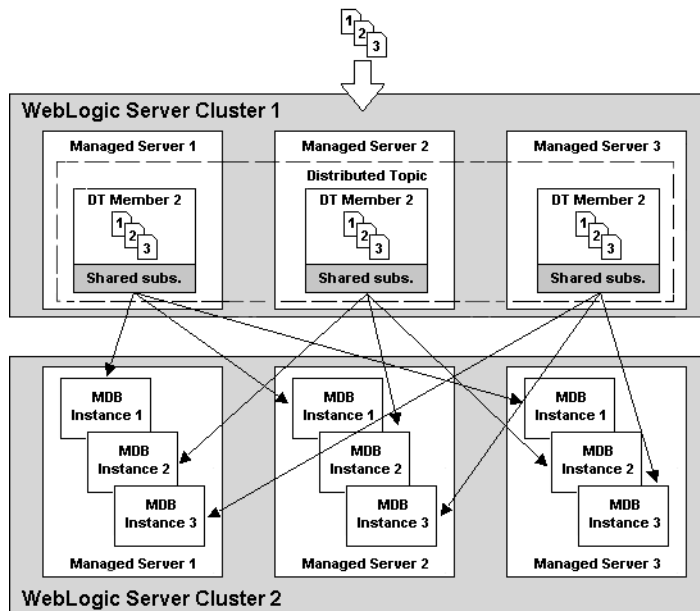 1
2
3
WebLogic Server Cluster 1
Managed Server 1
Managed Server 2
Managed Server 3
Distributed Topic
DT Member 2
1
2
3
Shared subs.
DT Member 2
1
2
3
Shared subs.
DT Member 2
1
2
3
Shared subs.
MDB
Instance 1
MDB
Instance 2
MDB
Instance 3
Managed Server 1
MDB
Instance 1
MDB
Instance 2
MDB
Instance 3
Managed Server 2
MDB
Instance 1
MDB
Instance 2
MDB
Instance 3
Managed Server 3
WebLogic Server Cluster 2